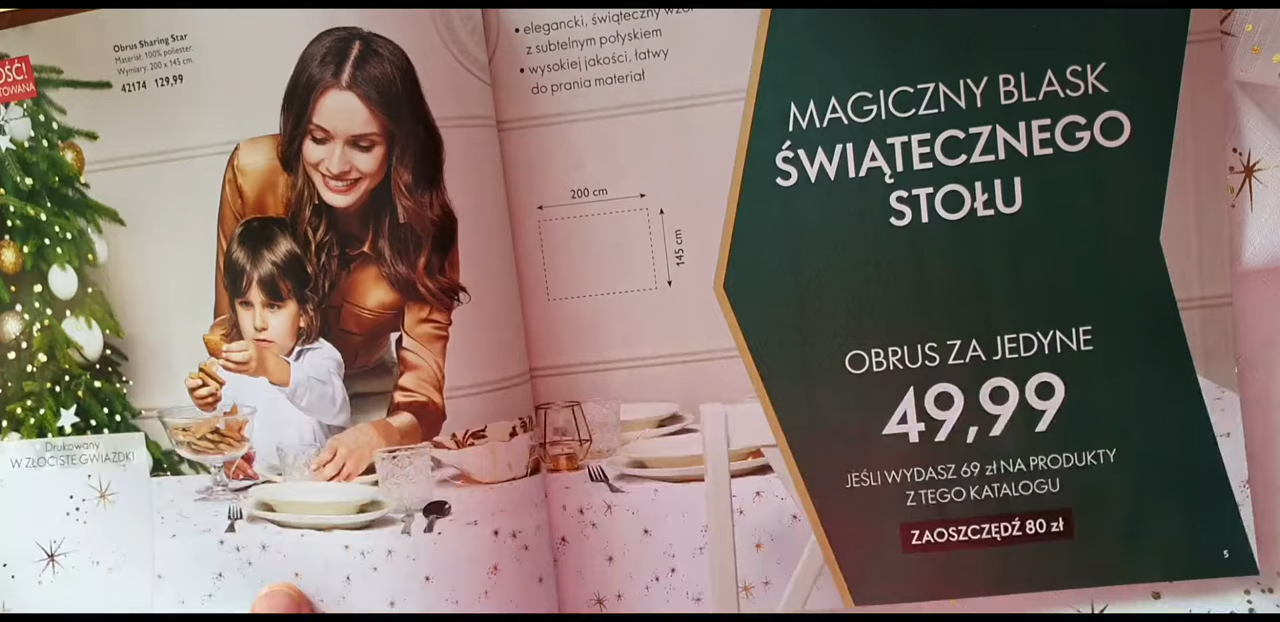 OŚĆ!
TOWANA
Obrus Sharing Star
Materiał: 100% poliester.
Wymiary: 200 x 145 cm.
42174 129,99
Drukowany
W ZŁOCISTE GWIAZDKI
• elegancki, świąteczny wzór
z subtelnym połyskiem
• wysokiej jakości, łatwy
do prania materiał
200 cm
145 cm
MAGICZNY BLASK
ŚWIĄTECZNEGO
STOŁU
OBRUS ZA JEDYNE
49,99
JEŚLI WYDASZ 69 zł NA PRODUKTY
Z TEGO KATALOGU
ZAOSZCZĘDŹ 80 zł
5